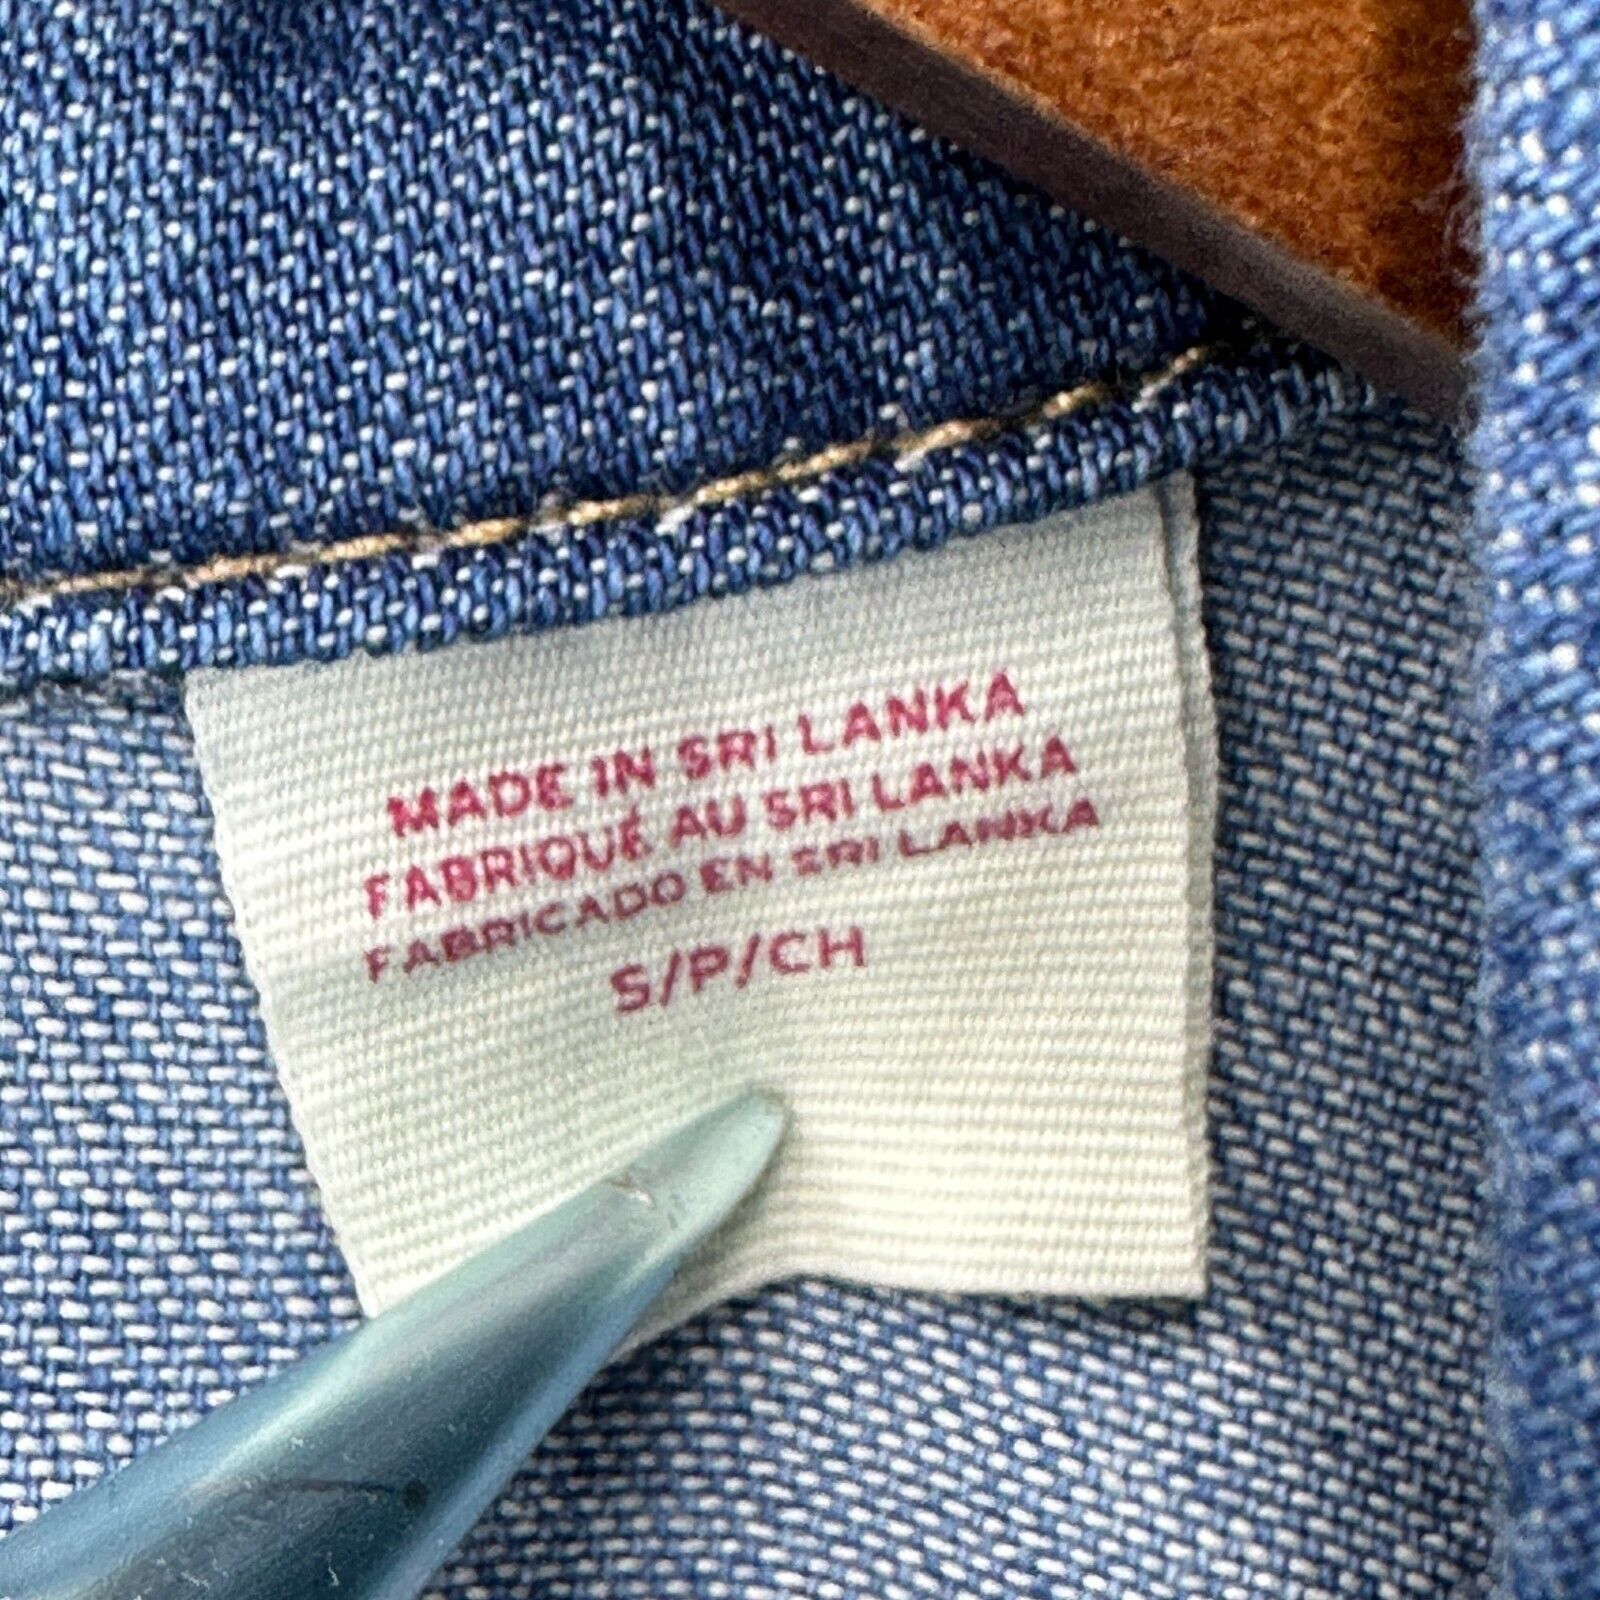 MADE IN SRI LANKA
FABRIQUÉ AU SRI LANKA
FABRICADO EN SRI LANKA
S/P/CH